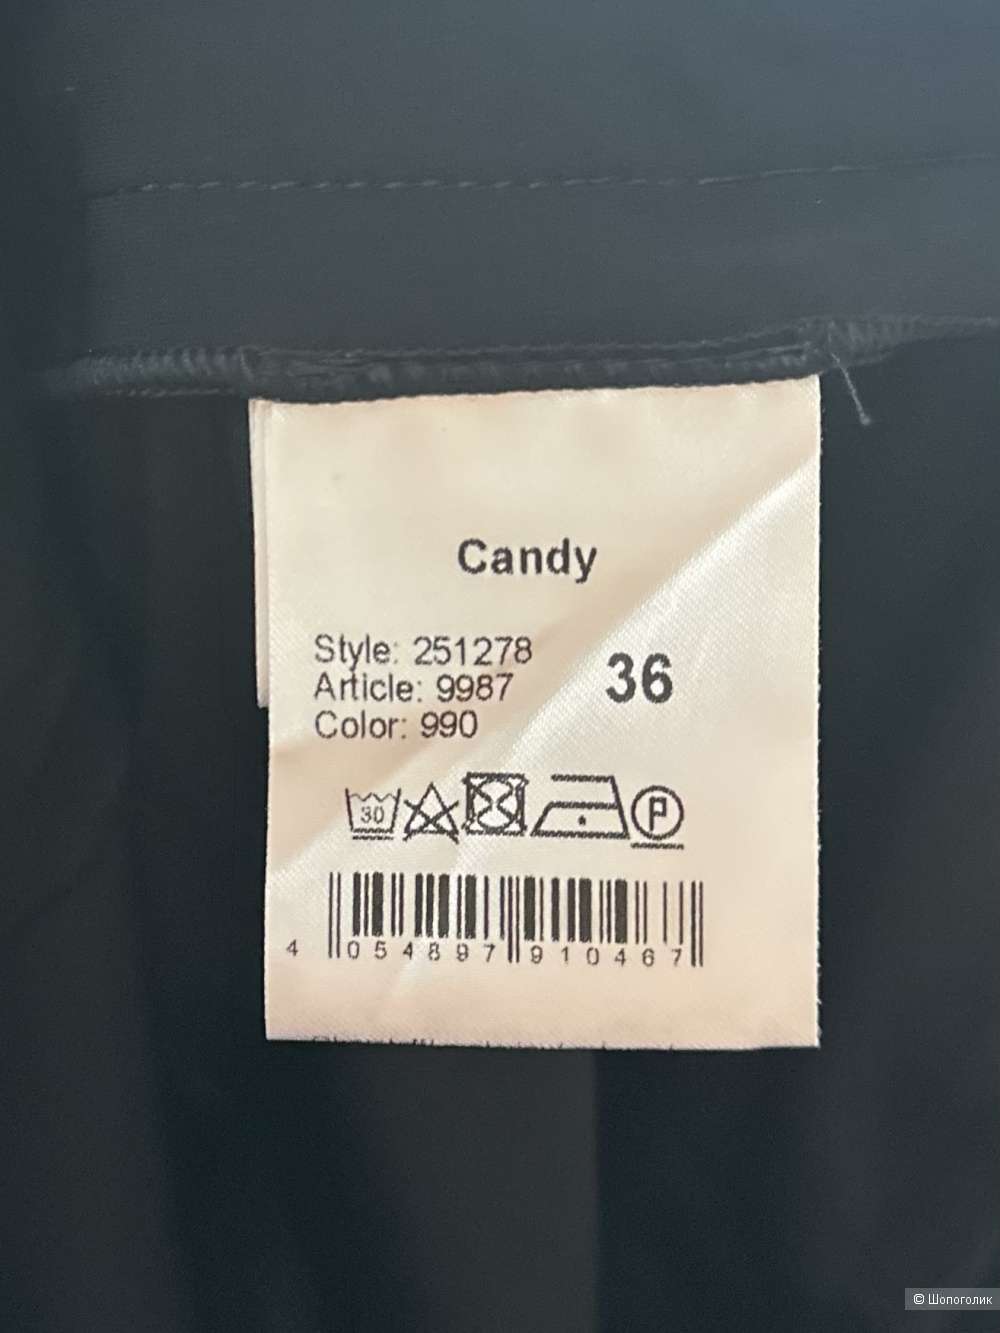 Candy
Style: 251278
Article: 9987
Color: 990
36
30
P
4 054897 910467
© Шопоголик